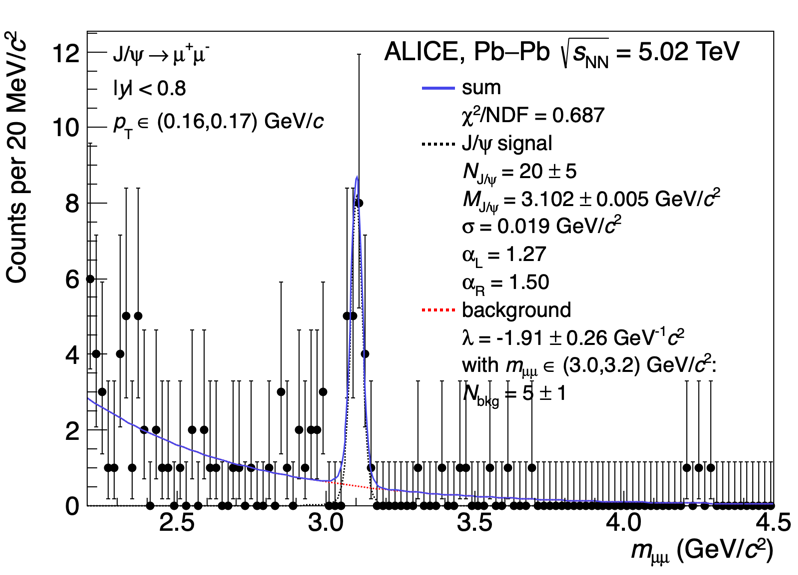 Counts per 20 MeV/c²
12
10
8
6
4
2
0
J/ψ → μ⁺μ⁻
|y| < 0.8
p_T ∈ (0.16,0.17) GeV/c
ALICE, Pb–Pb √s_NN = 5.02 TeV
sum
χ²/NDF = 0.687
J/ψ signal
N_J/ψ = 20 ± 5
M_J/ψ = 3.102 ± 0.005 GeV/c²
σ = 0.019 GeV/c²
α_L = 1.27
α_R = 1.50
background
λ = -1.91 ± 0.26 GeV⁻¹c²
with m_μμ ∈ (3.0,3.2) GeV/c²:
N_bkg = 5 ± 1
2.5 3.0 3.5 4.0 4.5
m_μμ (GeV/c²)